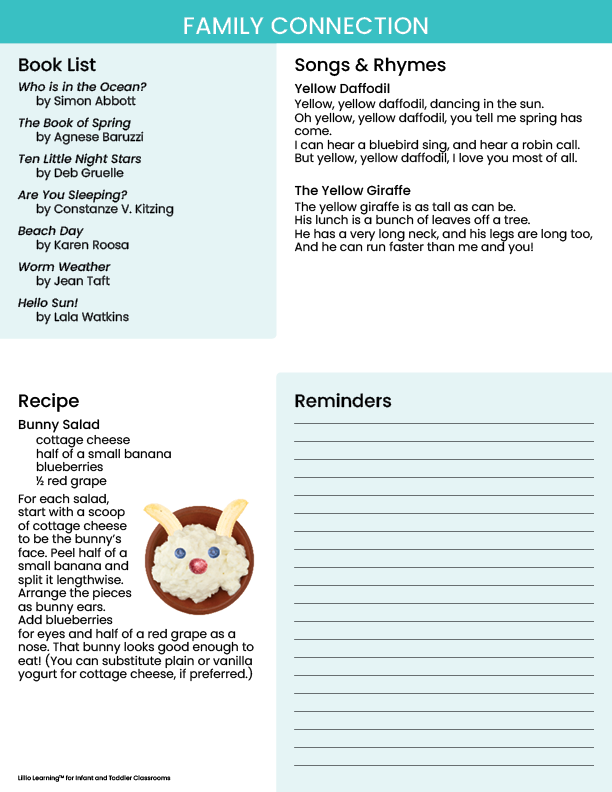 FAMILY CONNECTION
Book List
Who is in the Ocean?
by Simon Abbott
The Book of Spring
by Agnese Baruzzi
Ten Little Night Stars
by Deb Gruelle
Are You Sleeping?
by Constanze V. Kitzing
Beach Day
by Karen Roosa
Worm Weather
by Jean Taft
Hello Sun!
by Lala Watkins
Songs & Rhymes
Yellow Daffodil
Yellow, yellow daffodil, dancing in the sun.
Oh yellow, yellow daffodil, you tell me spring has
come.
I can hear a bluebird sing, and hear a robin call.
But yellow, yellow daffodil, I love you most of all.
The Yellow Giraffe
The yellow giraffe is as tall as can be.
His lunch is a bunch of leaves off a tree.
He has a very long neck, and his legs are long too,
And he can run faster than me and you!
Recipe
Bunny Salad
cottage cheese
half of a small banana
blueberries
½ red grape
For each salad,
start with a scoop
of cottage cheese
to be the bunny's
face. Peel half of a
small banana and
split it lengthwise.
Arrange the pieces
as bunny ears.
Add blueberries
for eyes and half of a red grape as a
nose. That bunny looks good enough to
eat! (You can substitute plain or vanilla
yogurt for cottage cheese, if preferred.)
Reminders
Lillio Learning™ for Infant and Toddler Classrooms